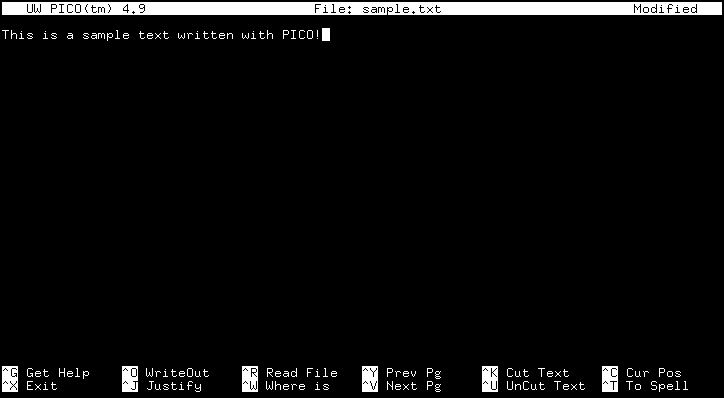 UW PICO(tm) 4.9 File: sample.txt Modified
This is a sample text written with PICO!
^G Get Help ^O WriteOut ^R Read File ^Y Prev Pg ^K Cut Text ^C Cur Pos
^X Exit ^J Justify ^W Where is ^V Next Pg ^U UnCut Text ^T To Spell